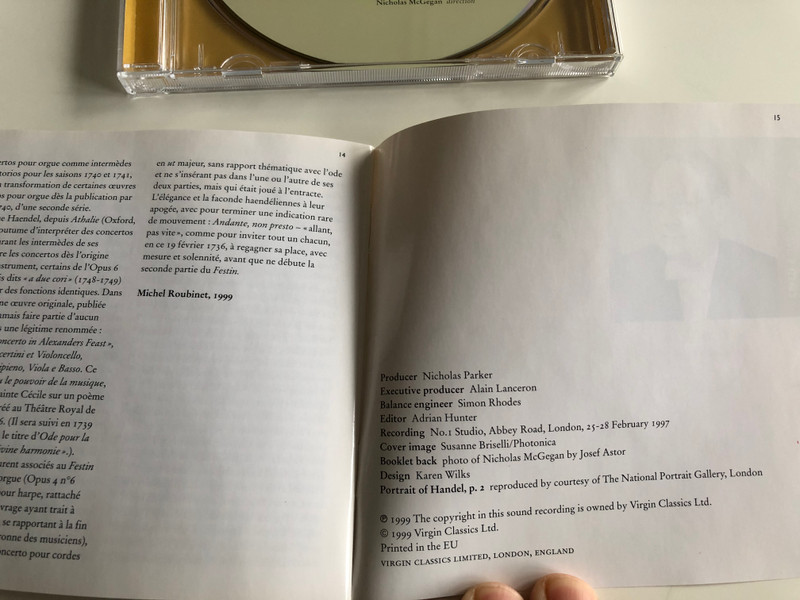 Nicholas McGegan direction
14
certos pour orgue comme intermèdes
torios pour les saisons 1740 et 1741,
transformation de certaines œuvres
os pour orgue dès la publication par
740, d'une seconde série.
e Haendel, depuis Athalie (Oxford,
outume d'interpréter des concertos
rant les intermèdes de ses
re les concertos dès l'origine
strument, certains de l'Opus 6
s dits « a due cori » (1748-1749)
r des fonctions identiques. Dans
ne œuvre originale, publiée
mais faire partie d'aucun
s une légitime renommée :
oncerto in Alexanders Feast »,
certini et Violoncello,
ipieno, Viola e Basso. Ce
u le pouvoir de la musique,
ainte Cécile sur un poème
réé au Théâtre Royal de
6. (Il sera suivi en 1739
le titre d'Ode pour la
ivine harmonie ».).
rent associés au Festin
orgue (Opus 4 n°6
our harpe, rattaché
vrage ayant trait à
se rapportant à la fin
ronne des musiciens),
ncerto pour cordes
en ut majeur, sans rapport thématique avec l'ode
et ne s'insérant pas dans l'une ou l'autre de ses
deux parties, mais qui était joué à l'entracte.
L'élégance et la faconde haendéliennes à leur
apogée, avec pour terminer une indication rare
de mouvement : Andante, non presto – « allant,
pas vite », comme pour inviter tout un chacun,
en ce 19 février 1736, à regagner sa place, avec
mesure et solennité, avant que ne débute la
seconde partie du Festin.
Michel Roubinet, 1999
15
Producer Nicholas Parker
Executive producer Alain Lanceron
Balance engineer Simon Rhodes
Editor Adrian Hunter
Recording No.1 Studio, Abbey Road, London, 25-28 February 1997
Cover image Susanne Briselli/Photonica
Booklet back photo of Nicholas McGegan by Josef Astor
Design Karen Wilks
Portrait of Handel, p. 2 reproduced by courtesy of The National Portrait Gallery, London
℗ 1999 The copyright in this sound recording is owned by Virgin Classics Ltd.
© 1999 Virgin Classics Ltd.
Printed in the EU
VIRGIN CLASSICS LIMITED, LONDON, ENGLAND